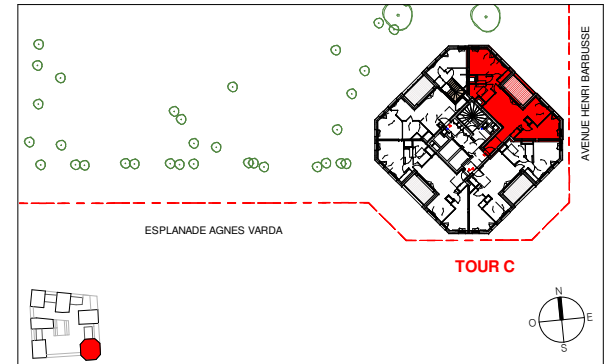 AVENUE HENRI BARBUSSE
ESPLANADE AGNES VARDA
TOUR C
N
O E
S